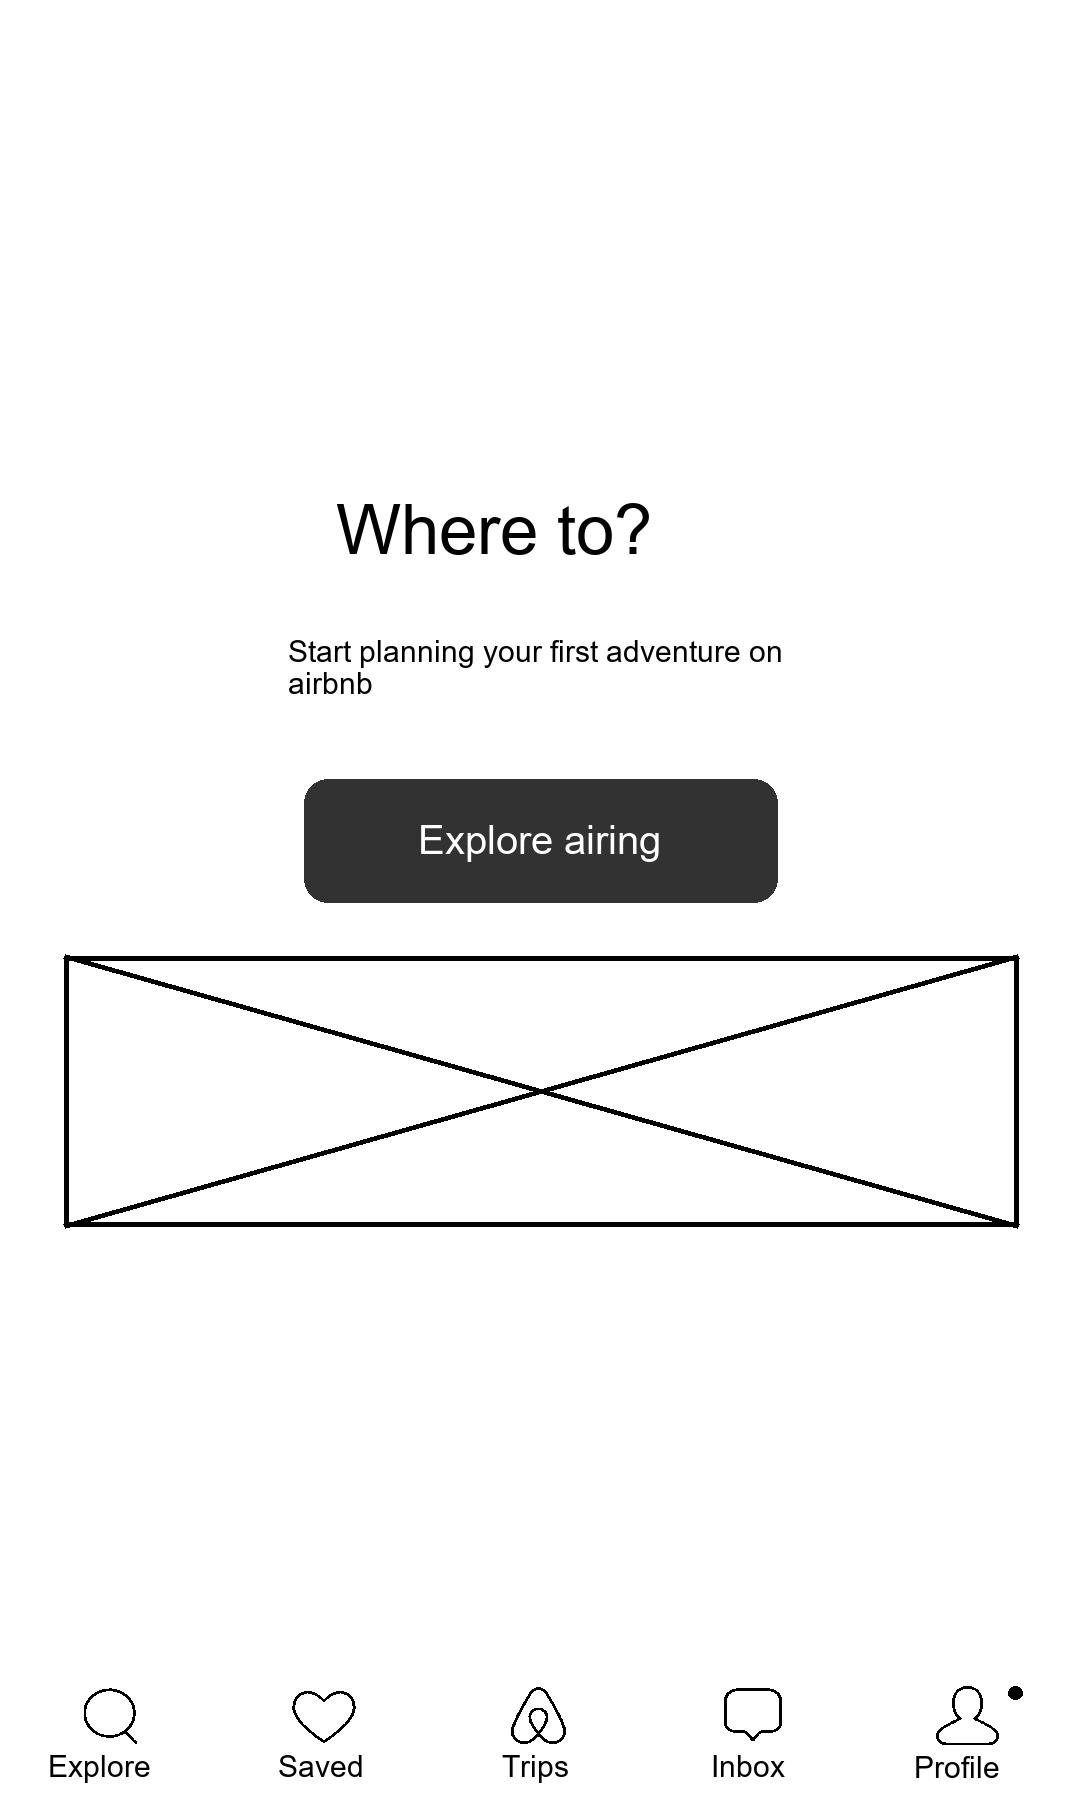 Where to?
Start planning your first adventure on
airbnb
Explore airing
Explore
Saved
Trips
Inbox
Profile